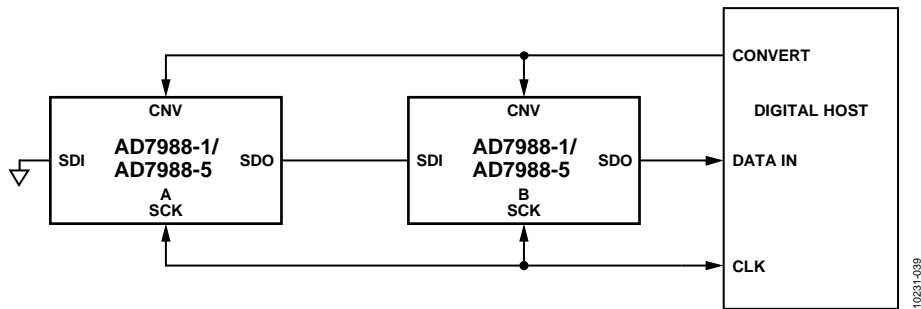 CONVERT
CNV
CNV
DIGITAL HOST
AD7988-1/
AD7988-5
AD7988-1/
AD7988-5
SDI
SDO
SDI
SDO
DATA IN
A
SCK
B
SCK
CLK
10231-039